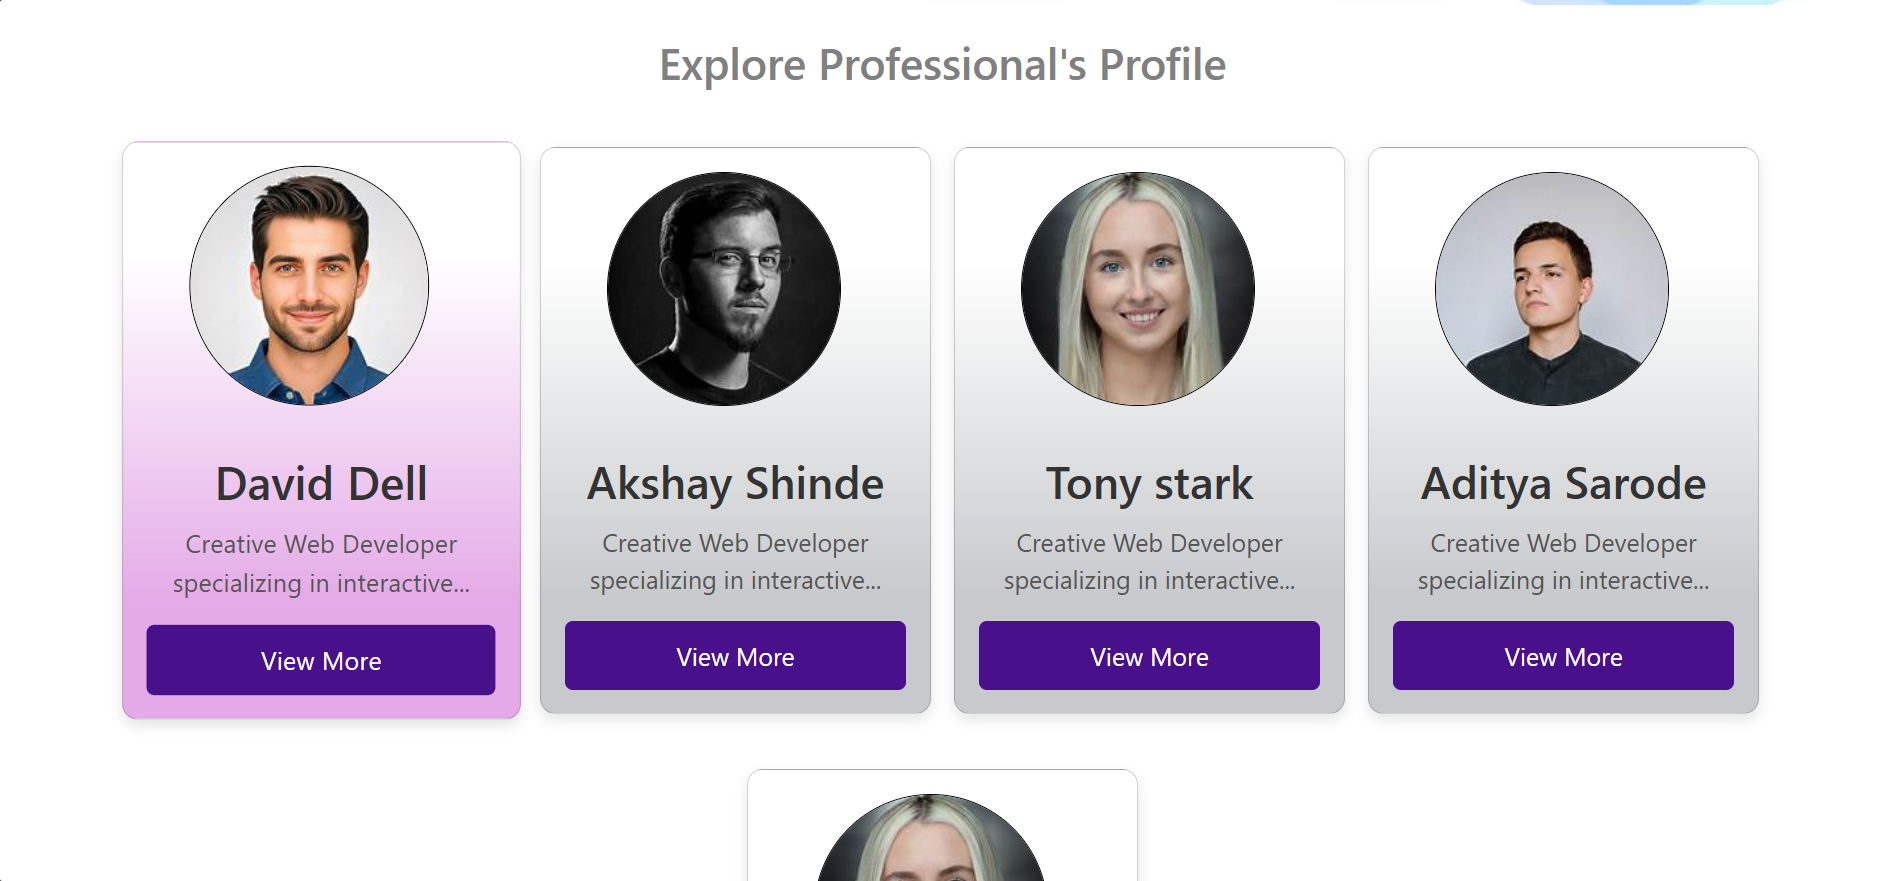 Explore Professional's Profile
David Dell
Creative Web Developer
specializing in interactive...
View More
Akshay Shinde
Creative Web Developer
specializing in interactive...
View More
Tony stark
Creative Web Developer
specializing in interactive...
View More
Aditya Sarode
Creative Web Developer
specializing in interactive...
View More